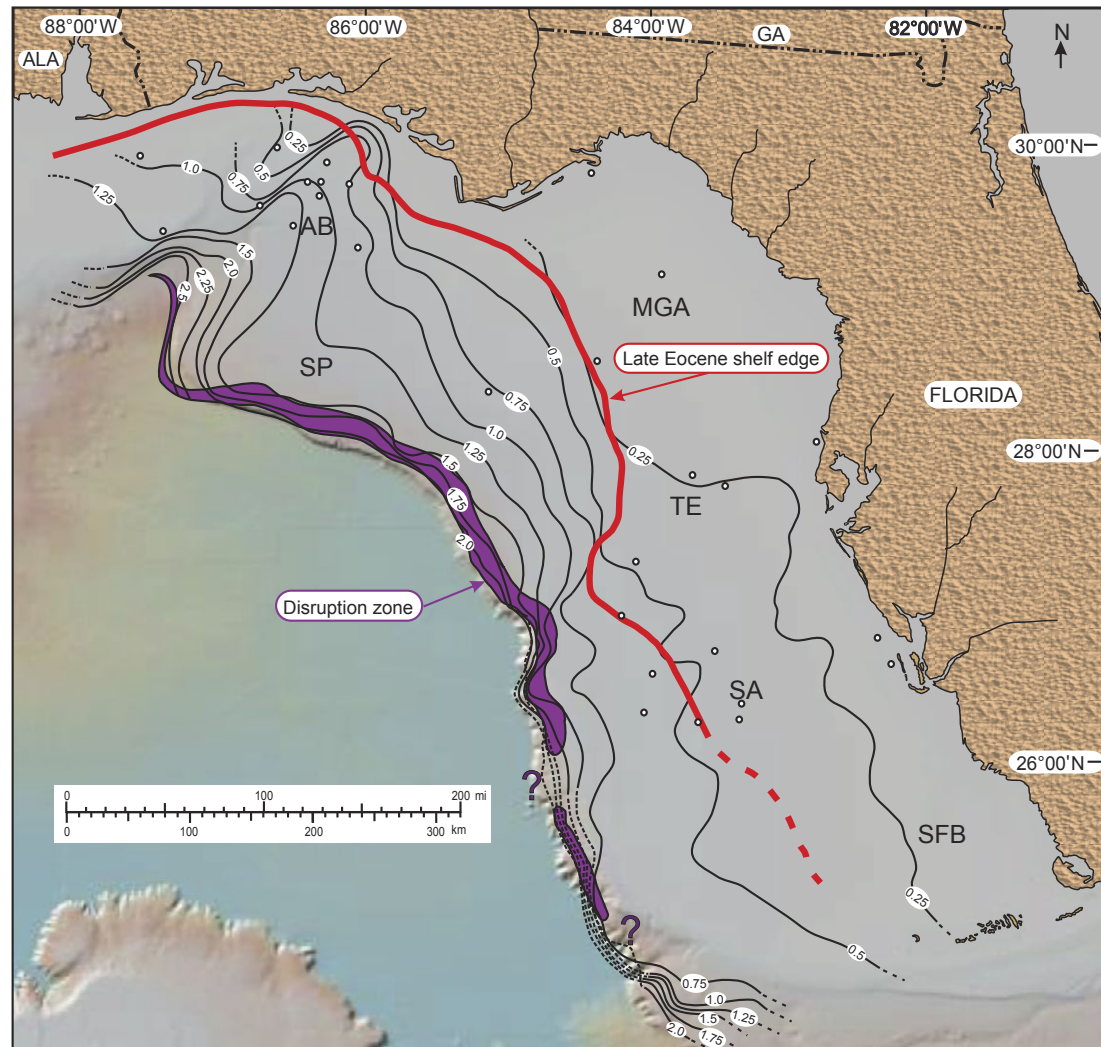 88°00'W
86°00'W
84°00'W
82°00'W
GA
ALA
N
30°00'N
0.25
0.5
0.75
1.0
1.25
AB
1.5
2.0
2.25
2.5
MGA
0.5
Late Eocene shelf edge
SP
0.75
FLORIDA
1.0
1.25
0.25
28°00'N
1.5
1.75
TE
2.0
Disruption zone
SA
26°00'N
?
0 100 200 mi
0 100 200 300 km
SFB
0.25
?
0.5
0.75
1.0
1.25
1.5
1.75
2.0